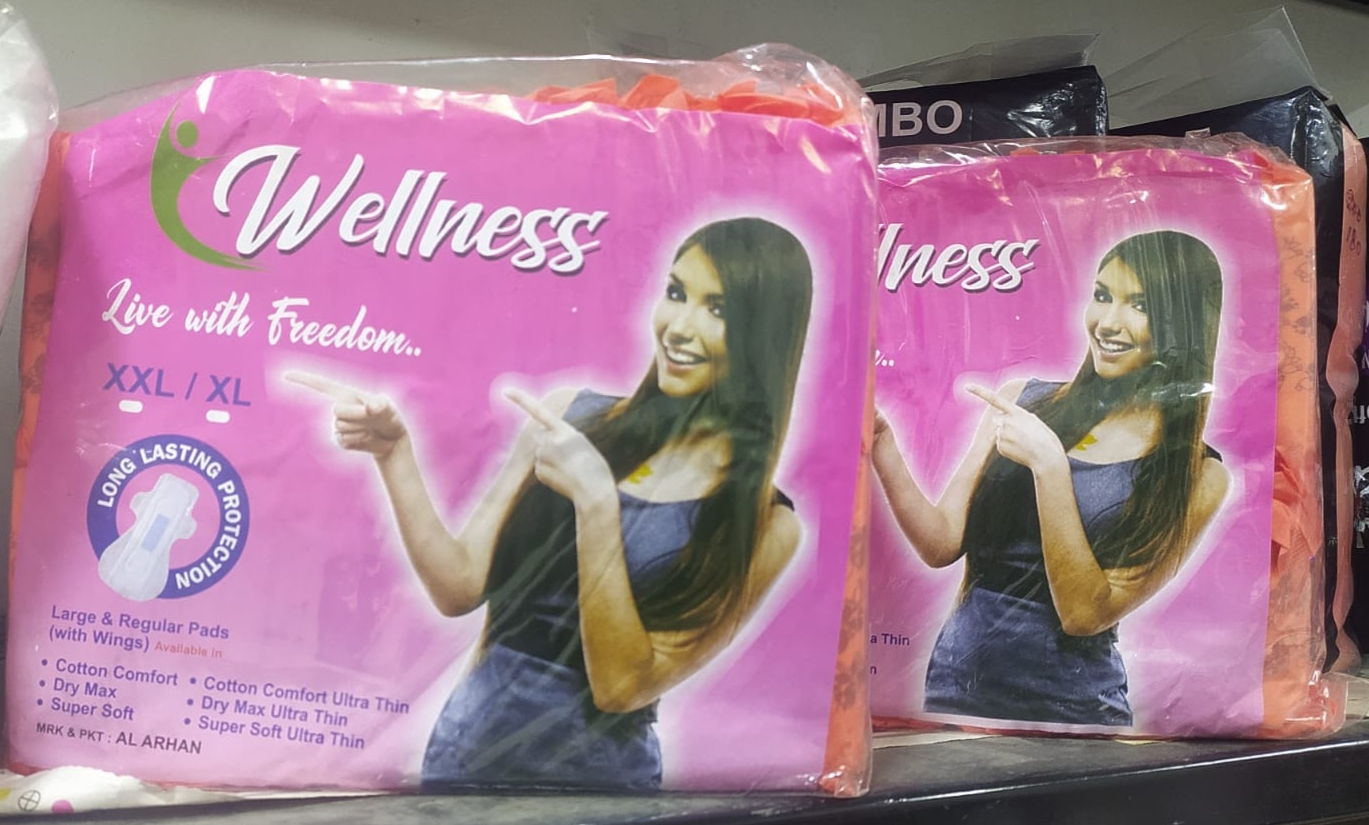 Wellness
Live with Freedom..
XXL / XL
LONG LASTING PROTECTION
Large & Regular Pads
(with Wings) Available in
• Cotton Comfort
• Dry Max
• Super Soft
• Cotton Comfort Ultra Thin
• Dry Max Ultra Thin
• Super Soft Ultra Thin
MRK & PKT : AL ARHAN
MBO
lness
..
a Thin
n